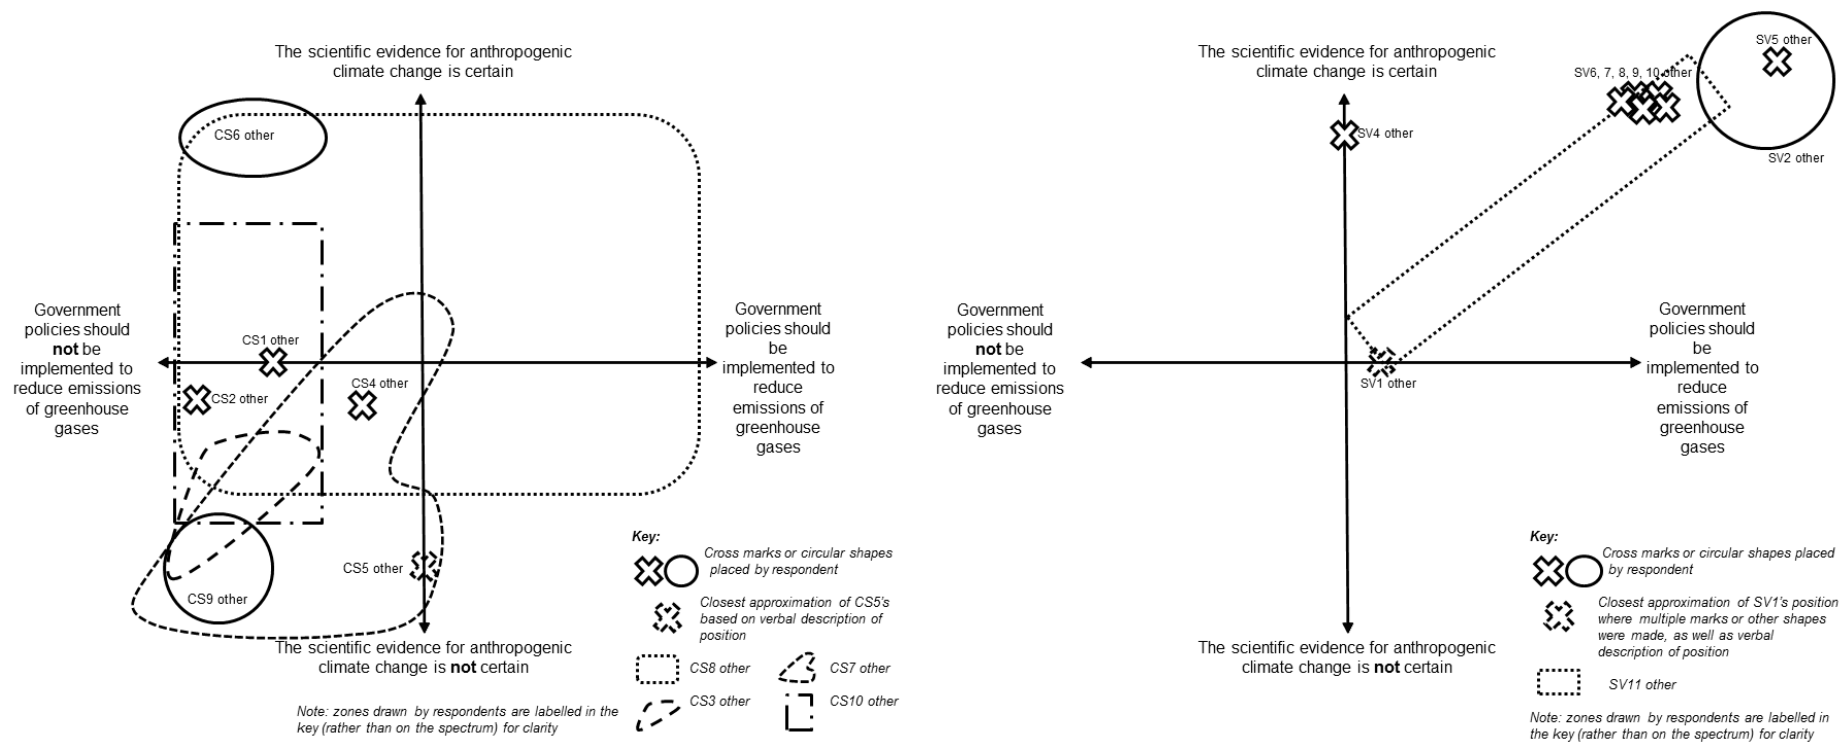 The scientific evidence for anthropogenic
climate change is certain
CS6 other
Government
policies should
not be
implemented to
reduce emissions
of greenhouse
gases
CS1 other
CS2 other
CS4 other
Government
policies should
be
implemented to
reduce
emissions of
greenhouse
gases
CS5 other
CS9 other
The scientific evidence for anthropogenic
climate change is not certain
Key:
Cross marks or circular shapes
placed by respondent
Closest approximation of CS5's
based on verbal description of
position
CS8 other
CS7 other
CS3 other
CS10 other
Note: zones drawn by respondents are labelled in the
key (rather than on the spectrum) for clarity
The scientific evidence for anthropogenic
climate change is certain
SV5 other
SV6, 7, 8, 9, 10 other
SV4 other
SV2 other
Government
policies should
not be
implemented to
reduce emissions
of greenhouse
gases
SV1 other
Government
policies should
be
implemented to
reduce
emissions of
greenhouse
gases
The scientific evidence for anthropogenic
climate change is not certain
Key:
Cross marks or circular shapes placed
by respondent
Closest approximation of SV1's position
where multiple marks or other shapes
were made, as well as verbal
description of position
SV11 other
Note: zones drawn by respondents are labelled in
the key (rather than on the spectrum) for clarity